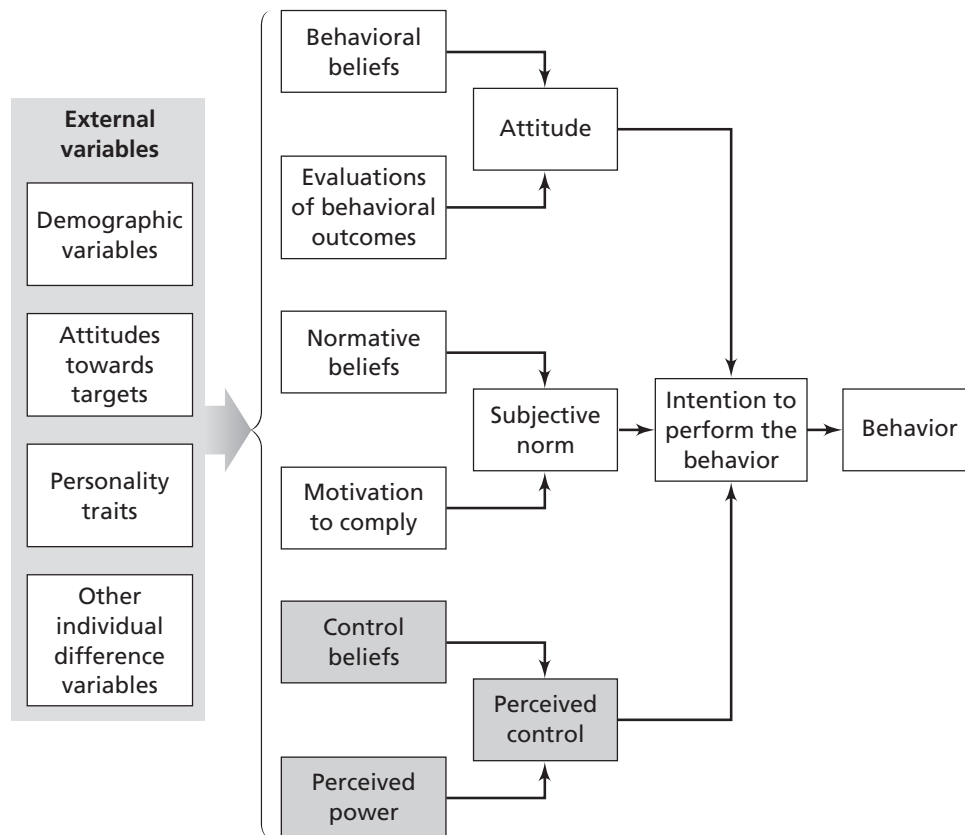 External
variables
Demographic
variables
Attitudes
towards
targets
Personality
traits
Other
individual
difference
variables
Behavioral
beliefs
Evaluations
of behavioral
outcomes
Attitude
Normative
beliefs
Motivation
to comply
Subjective
norm
Control
beliefs
Perceived
power
Perceived
control
Intention to
perform the
behavior
Behavior